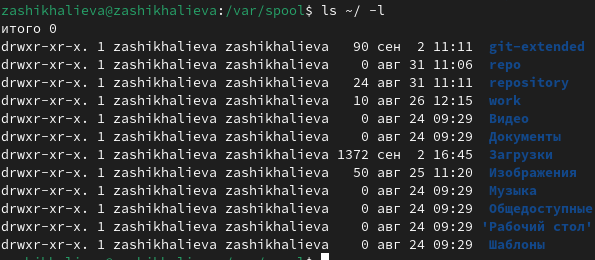 zashikhalieva@zashikhalieva:/var/spool$ ls ~/ -l
итого 0
drwxr-xr-x. 1 zashikhalieva zashikhalieva   90 сен  2 11:11  git-extended
drwxr-xr-x. 1 zashikhalieva zashikhalieva    0 авг 31 11:06  repo
drwxr-xr-x. 1 zashikhalieva zashikhalieva   24 авг 31 11:11  repository
drwxr-xr-x. 1 zashikhalieva zashikhalieva   10 авг 26 12:15  work
drwxr-xr-x. 1 zashikhalieva zashikhalieva    0 авг 24 09:29  Видео
drwxr-xr-x. 1 zashikhalieva zashikhalieva    0 авг 24 09:29  Документы
drwxr-xr-x. 1 zashikhalieva zashikhalieva 1372 сен  2 16:45  Загрузки
drwxr-xr-x. 1 zashikhalieva zashikhalieva   50 авг 25 11:20  Изображения
drwxr-xr-x. 1 zashikhalieva zashikhalieva    0 авг 24 09:29  Музыка
drwxr-xr-x. 1 zashikhalieva zashikhalieva    0 авг 24 09:29  Общедоступные
drwxr-xr-x. 1 zashikhalieva zashikhalieva    0 авг 24 09:29 'Рабочий стол'
drwxr-xr-x. 1 zashikhalieva zashikhalieva    0 авг 24 09:29  Шаблоны
zashikhalieva@zashikhalieva:/var/spool$